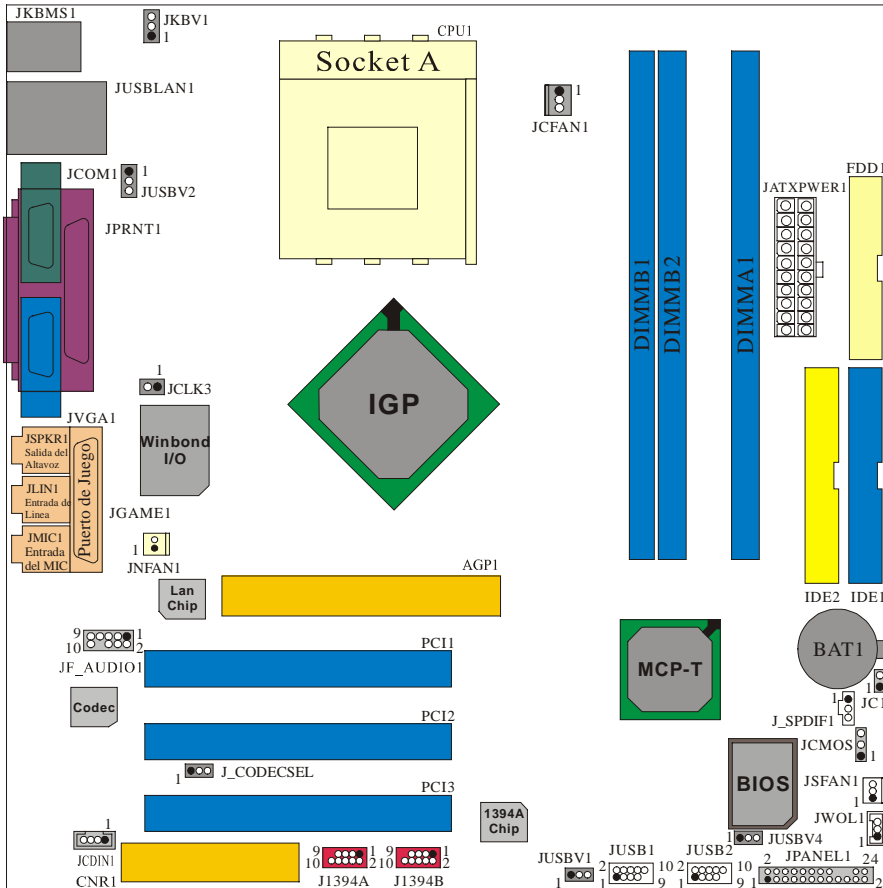 JKBMS1
JKBV1
1
CPU1
Socket A
JUSBLAN1
1
JCFAN1
JCOM1
1
JUSBV2
JPRNT1
FDD1
JATXPWER1
DIMMB1
DIMMB2
DIMMA1
IGP
1
JCLK3
JVGA1
Winbond
I/O
JSPKR1
Salida del
Altavoz
JLIN1
Entrada de
Linea
JMIC1
Entrada
del MIC
Puerto de Juego
JGAME1
1
JNFAN1
AGP1
Lan
Chip
IDE2
IDE1
9
1
10
2
JF_AUDIO1
PCI1
MCP-T
BAT1
1
JC1
Codec
PCI2
1
J_SPDIF1
JCMOS
1
1
J_CODECSEL
BIOS
JSFAN1
1
PCI3
1394A
Chip
JWOL1
1
1
JCDIN1
CNR1
9
1
10
2
J1394A
9
1
10
2
J1394B
JUSBV1
1
JUSB1
2
10
1
9
JUSB2
2
10
1
9
JUSBV4
1
JPANEL1
2
24
1
2